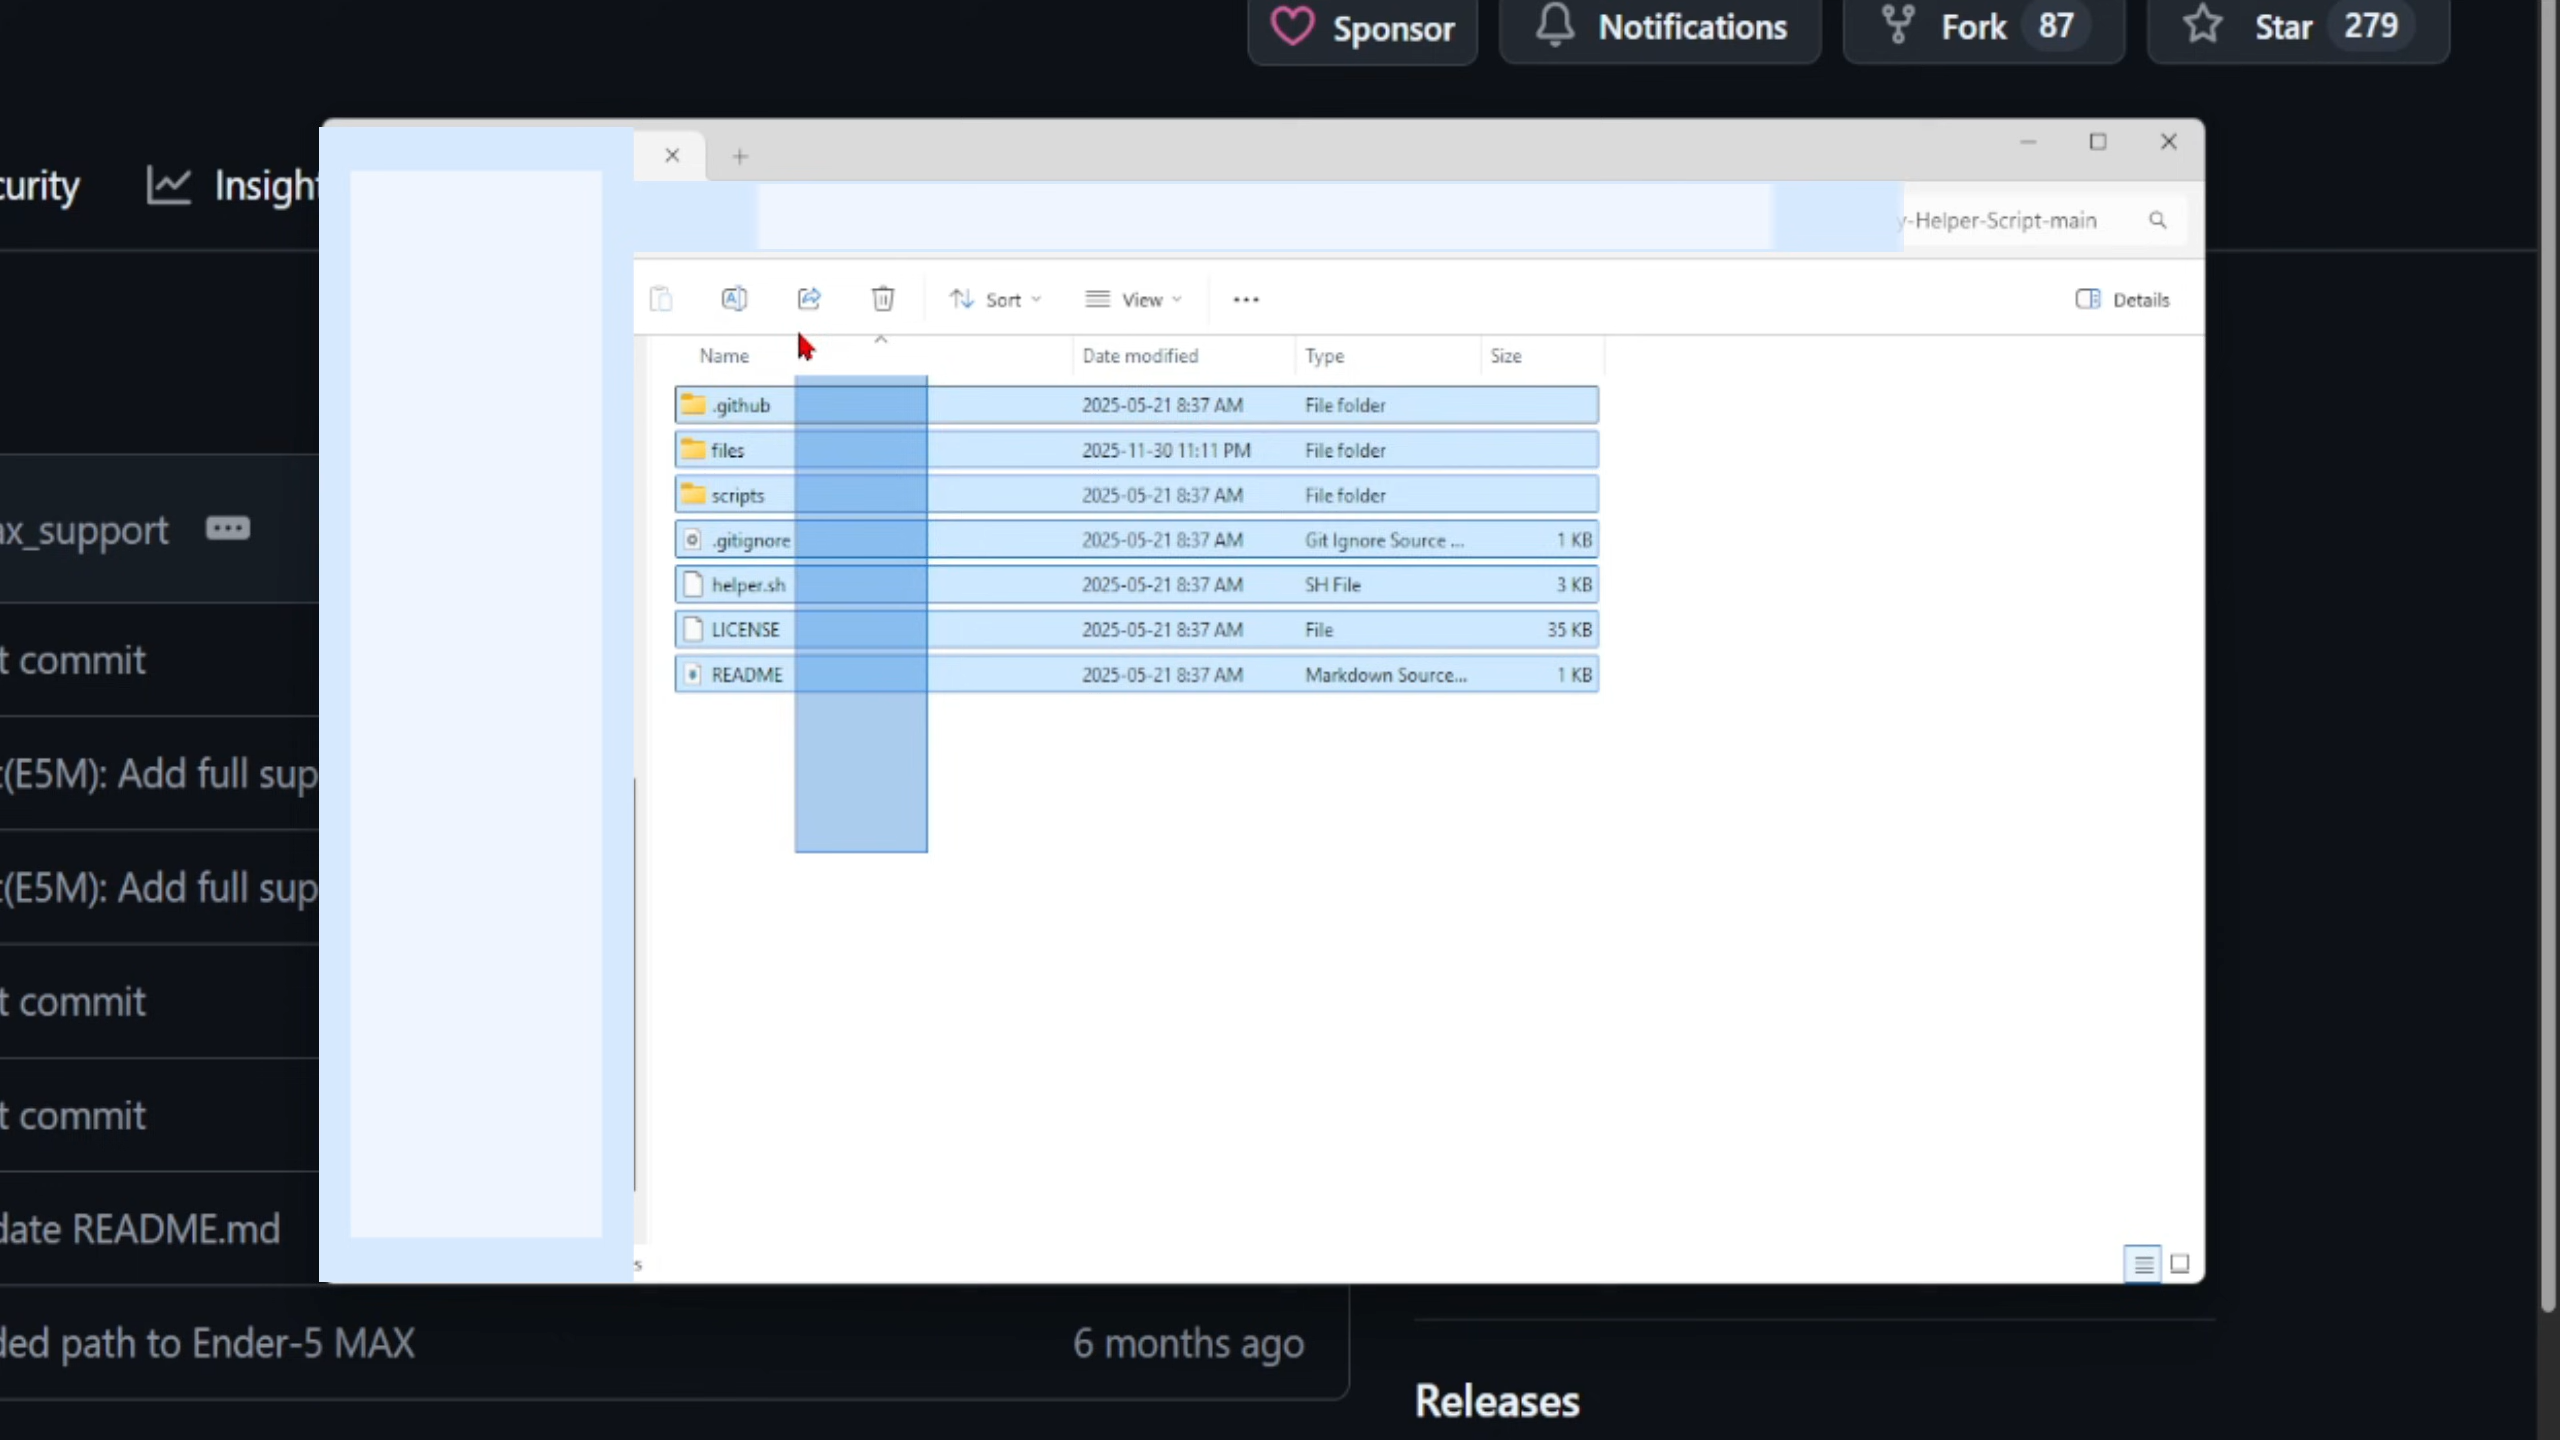 Sponsor Notifications Fork 87 Star 279
curity Insight
y-Helper-Script-main
Sort View Details
Name Date modified Type Size
.github 2025-05-21 8:37 AM File folder
files 2025-11-30 11:11 PM File folder
scripts 2025-05-21 8:37 AM File folder
.gitignore 2025-05-21 8:37 AM Git Ignore Source ... 1 KB
helper.sh 2025-05-21 8:37 AM SH File 3 KB
LICENSE 2025-05-21 8:37 AM File 35 KB
README 2025-05-21 8:37 AM Markdown Source... 1 KB
ax_support
t commit
t(E5M): Add full sup
t(E5M): Add full sup
t commit
t commit
date README.md
s
ded path to Ender-5 MAX 6 months ago
Releases